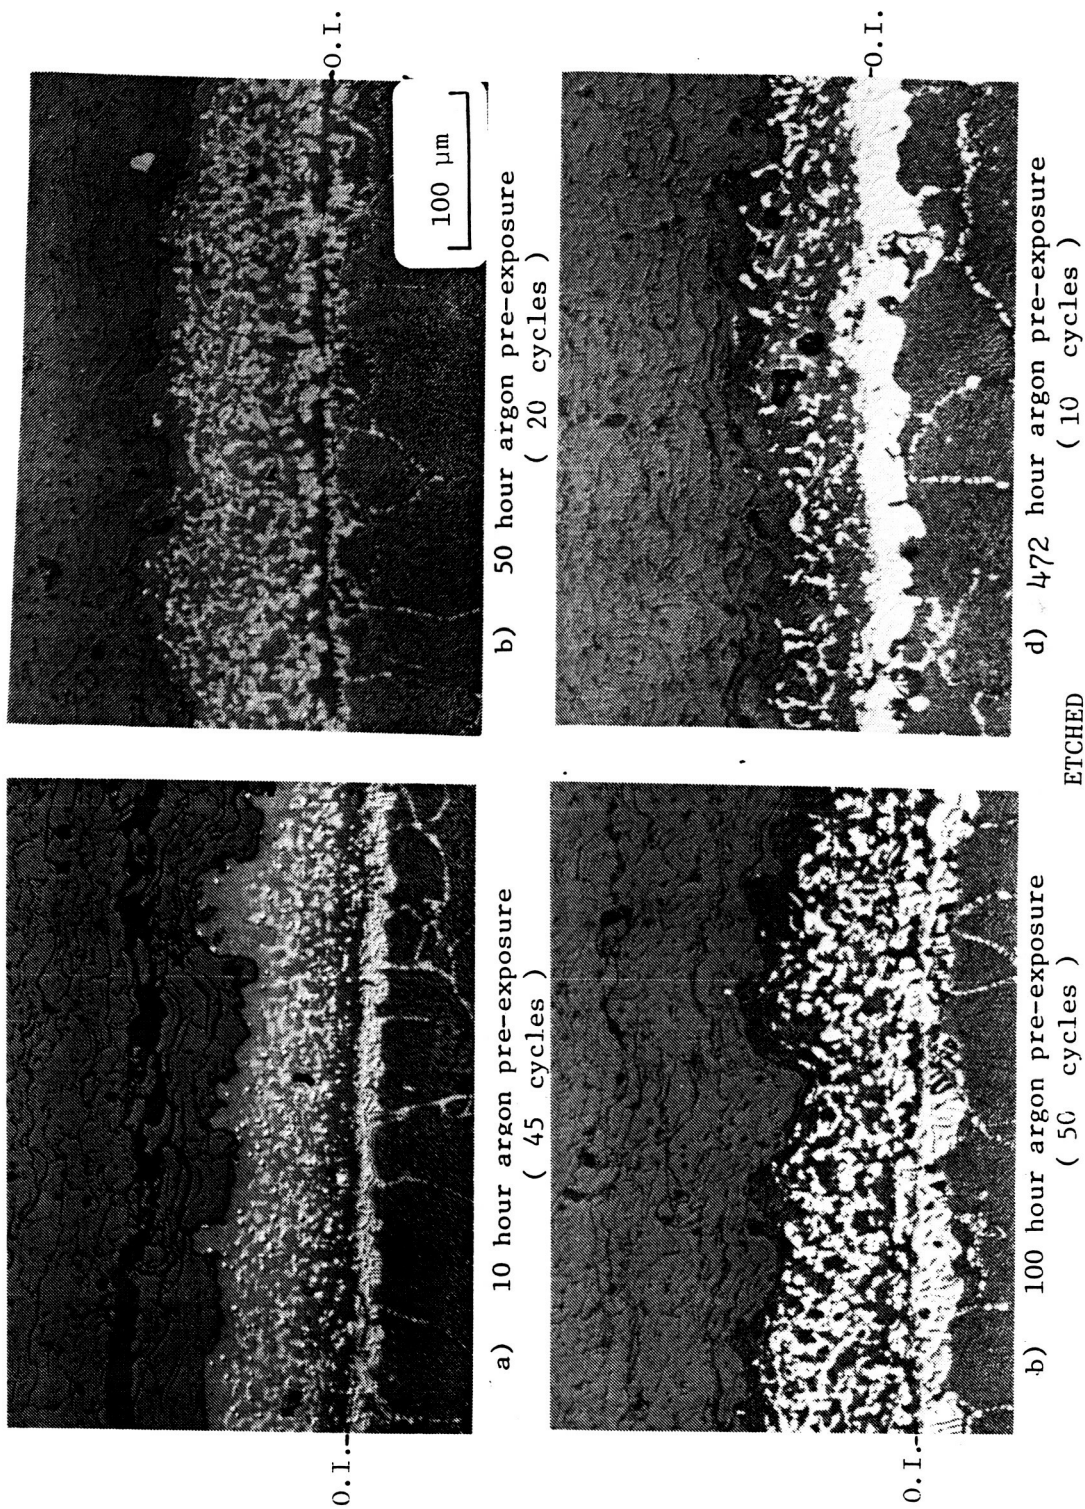 O.I.
-O.I.
100 µm
a) 10 hour argon pre-exposure
( 45 cycles )
b) 50 hour argon pre-exposure
( 20 cycles )
O.I.
-O.I.
b) 100 hour argon pre-exposure
( 50 cycles )
d) 472 hour argon pre-exposure
( 10 cycles )
ETCHED